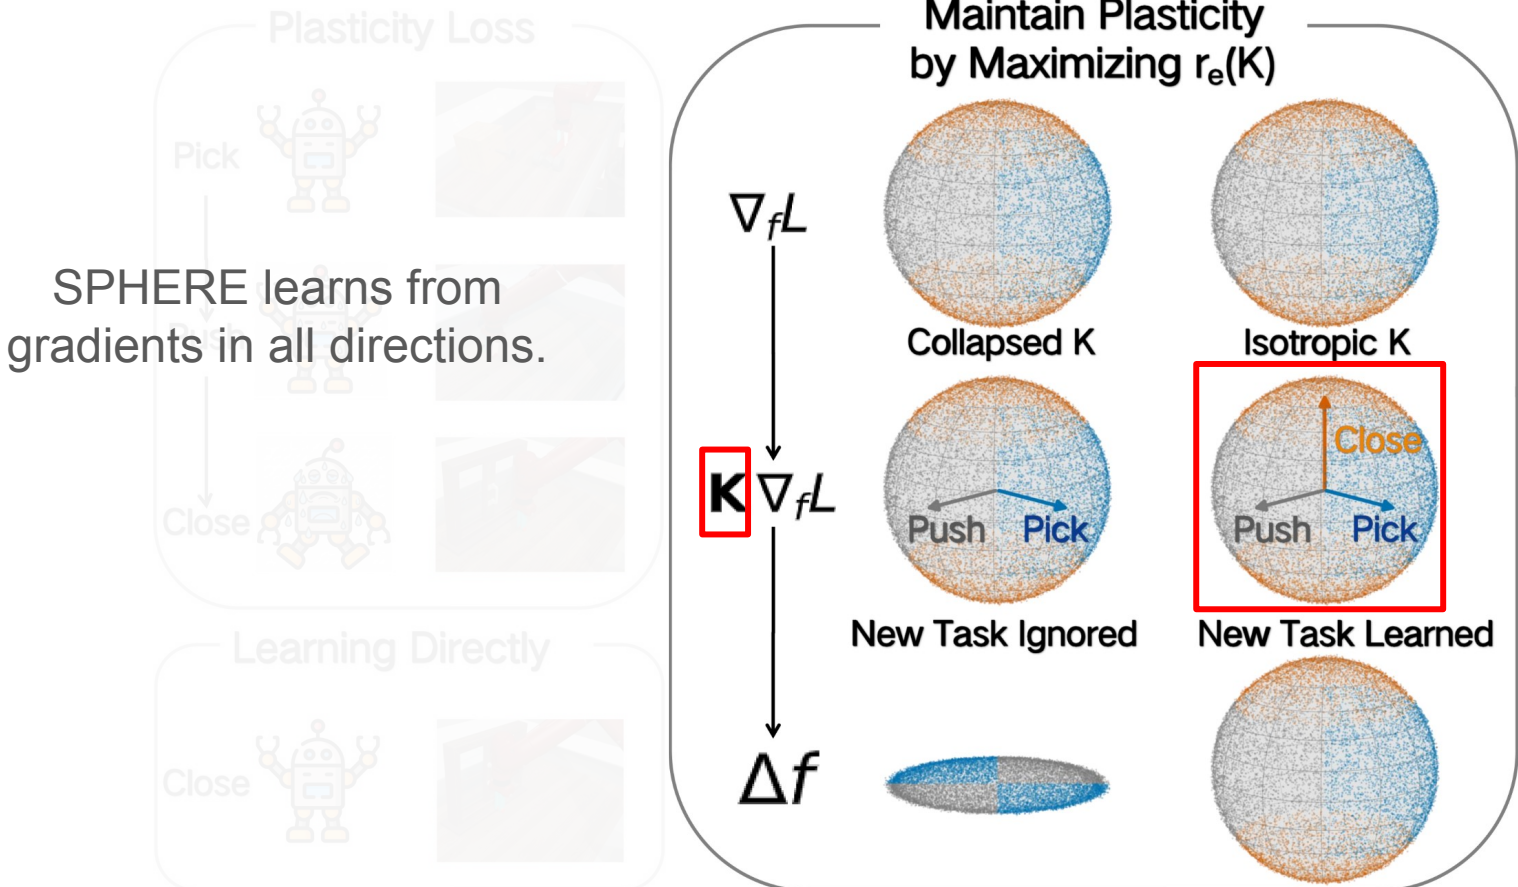 Plasticity Loss
Pick
Push
Close
Learning Directly
Close
SPHERE learns from
gradients in all directions.
Maintain Plasticity
by Maximizing rₑ(K)
∇fL
Collapsed K
Isotropic K
K ∇fL
Push
Pick
Close
Push
Pick
New Task Ignored
New Task Learned
Δf